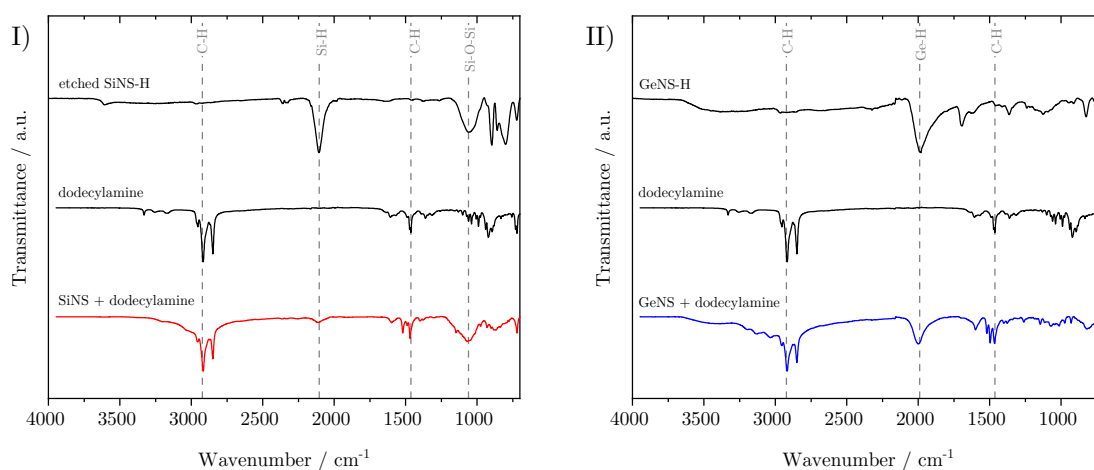 I)
C-H
Si-H
C-H
Si-O-Si
etched SiNS-H
dodecylamine
SiNS + dodecylamine
Transmittance / a.u.
4000 3500 3000 2500 2000 1500 1000
Wavenumber / cm⁻¹
II)
C-H
Ge-H
C-H
GeNS-H
dodecylamine
GeNS + dodecylamine
Transmittance / a.u.
4000 3500 3000 2500 2000 1500 1000
Wavenumber / cm⁻¹